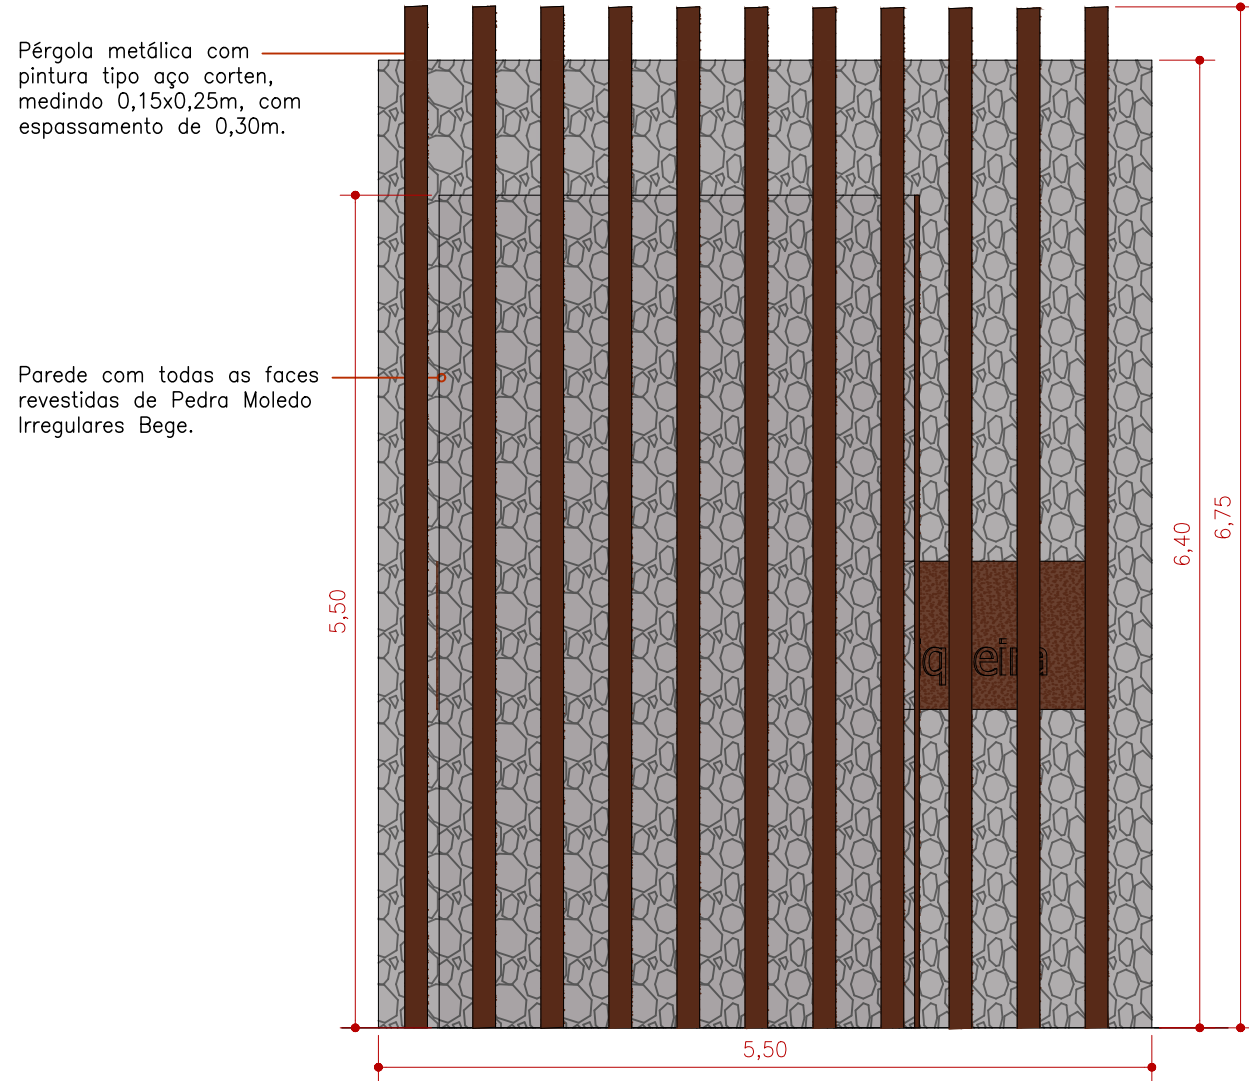 Pérgola metálica com
pintura tipo aço corten,
medindo 0,15x0,25m, com
espassamento de 0,30m.
Parede com todas as faces
revestidas de Pedra Moledo
Irregulares Bege.
5,50
6,40
6,75
5,50